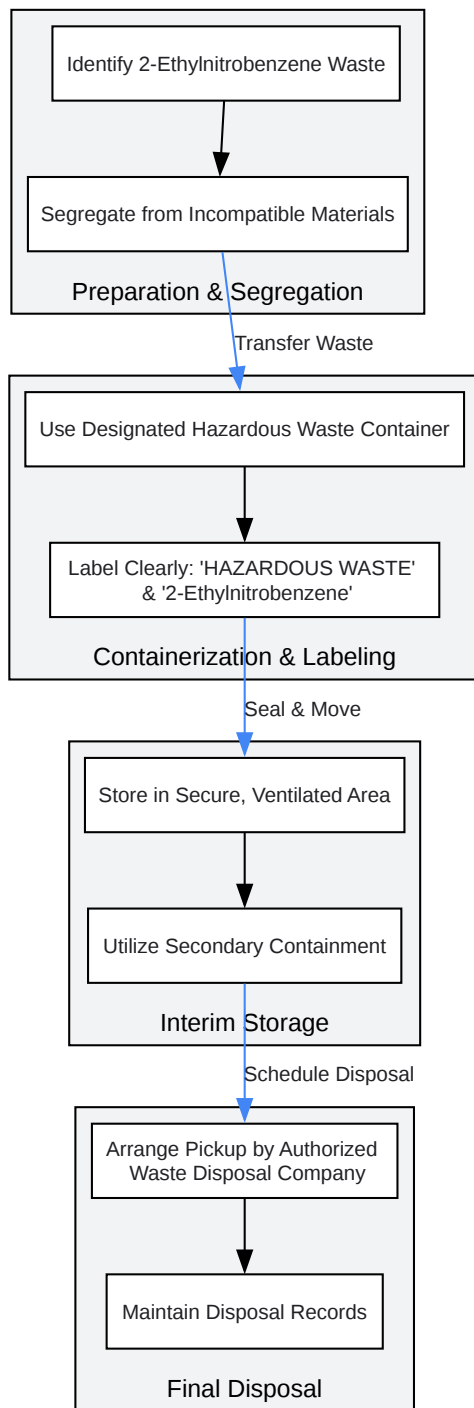 Identify 2-Ethylnitrobenzene Waste
Segregate from Incompatible Materials
Preparation & Segregation
Transfer Waste
Use Designated Hazardous Waste Container
Label Clearly: 'HAZARDOUS WASTE'
& '2-Ethylnitrobenzene'
Containerization & Labeling
Seal & Move
Store in Secure, Ventilated Area
Utilize Secondary Containment
Interim Storage
Schedule Disposal
Arrange Pickup by Authorized
Waste Disposal Company
Maintain Disposal Records
Final Disposal